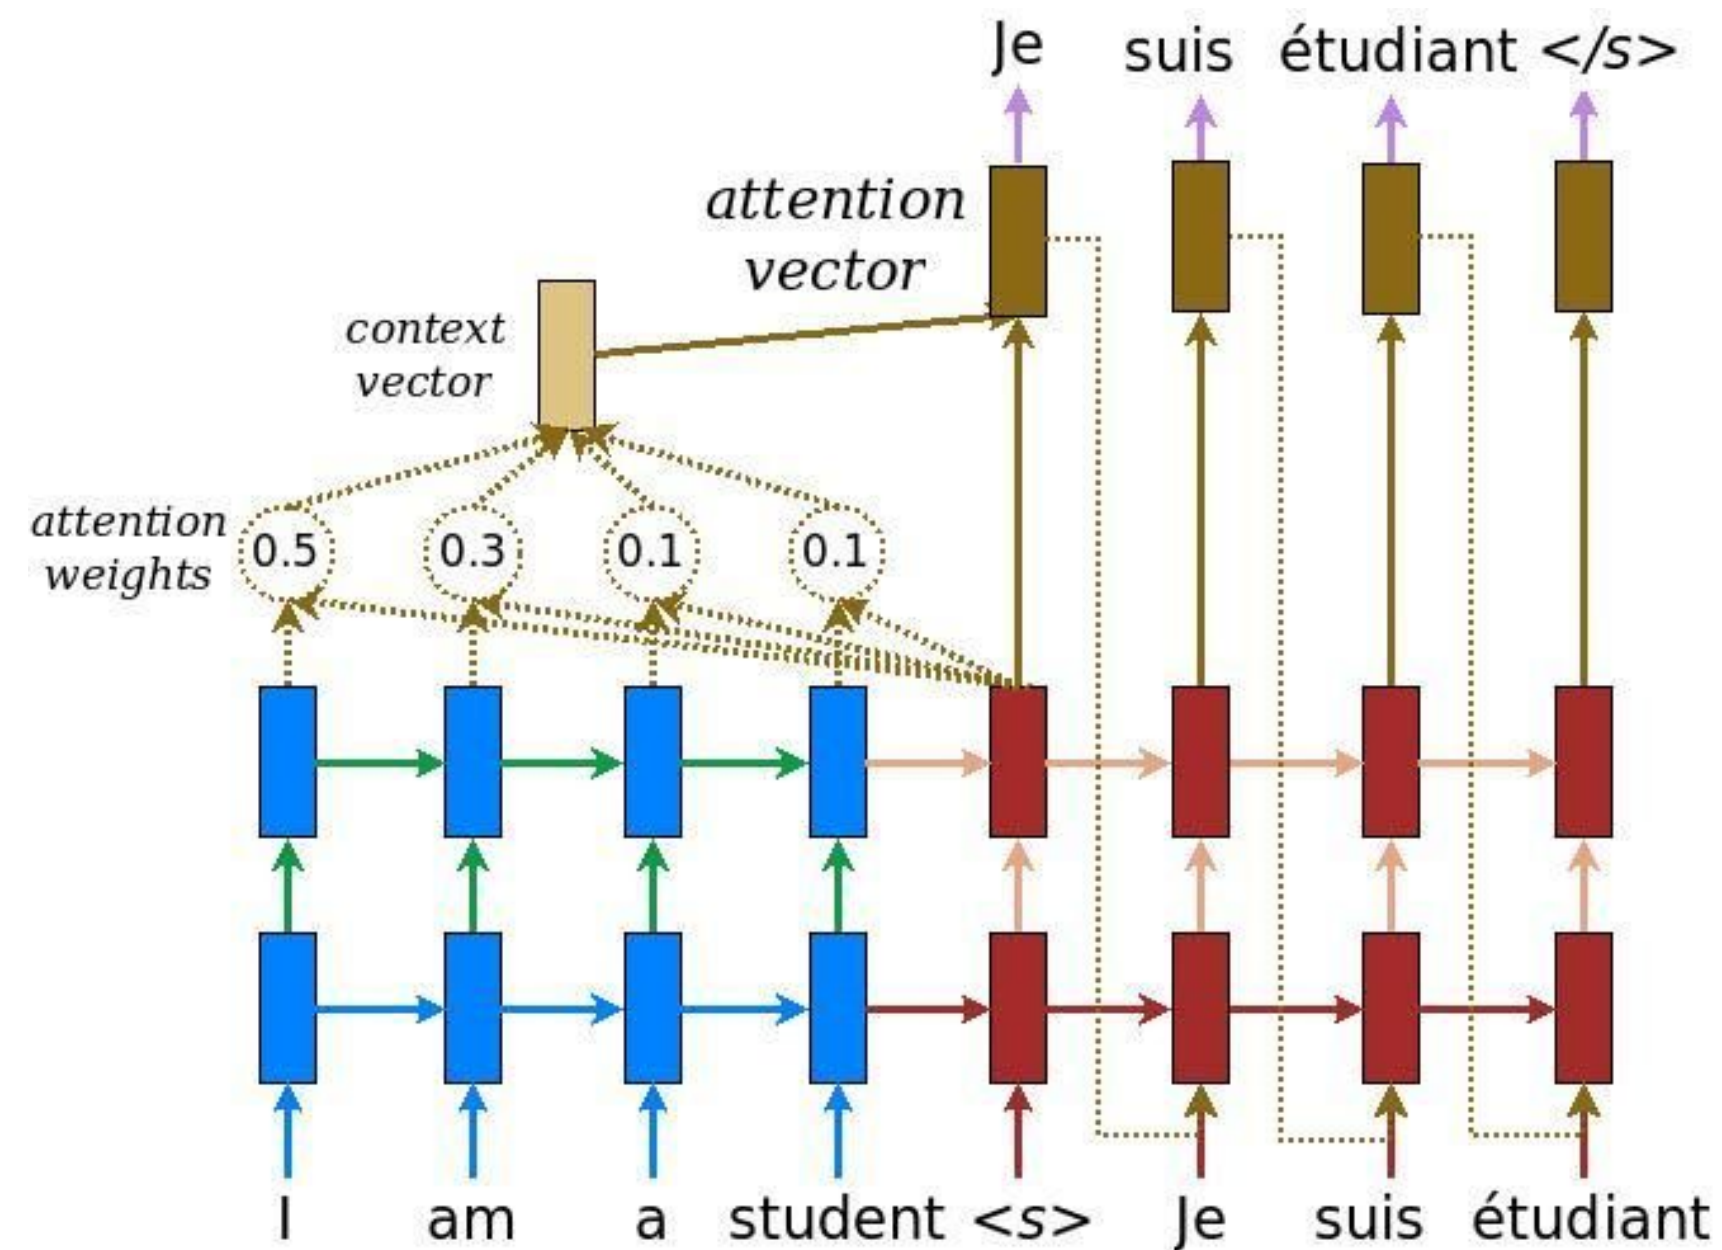 Je suis étudiant </s>
attention
vector
context
vector
attention
weights
0.5 0.3 0.1 0.1
I am a student <s> Je suis étudiant